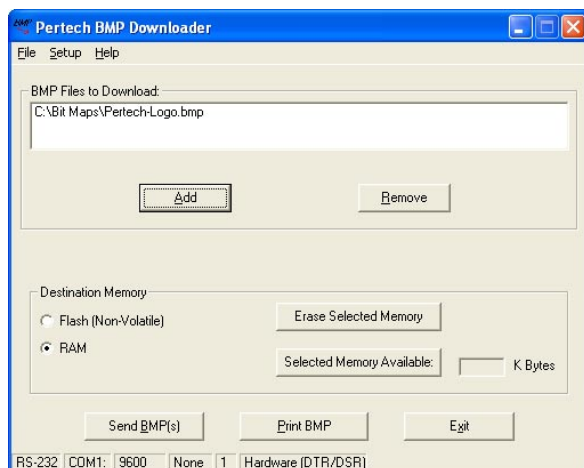 Pertech BMP Downloader
File Setup Help
BMP Files to Download:
C:\Bit Maps\Pertech-Logo.bmp
Add Remove
Destination Memory
Flash (Non-Volatile)
RAM
Erase Selected Memory
Selected Memory Available: K Bytes
Send BMP(s) Print BMP Exit
RS-232 COM1: 9600 None 1 Hardware (DTR/DSR)